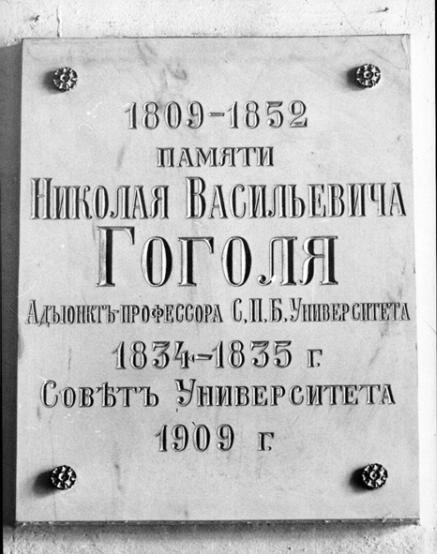 1809-1852
ПАМЯТИ
НИКОЛАЯ ВАСИЛЬЕВИЧА
ГОГОЛЯ
АДЪЮНКТЪ-ПРОФЕССОРА С.П.Б. УНИВЕРСИТЕТА
1834-1835 г.
СОВѢТЪ УНИВЕРСИТЕТА
1909 г.